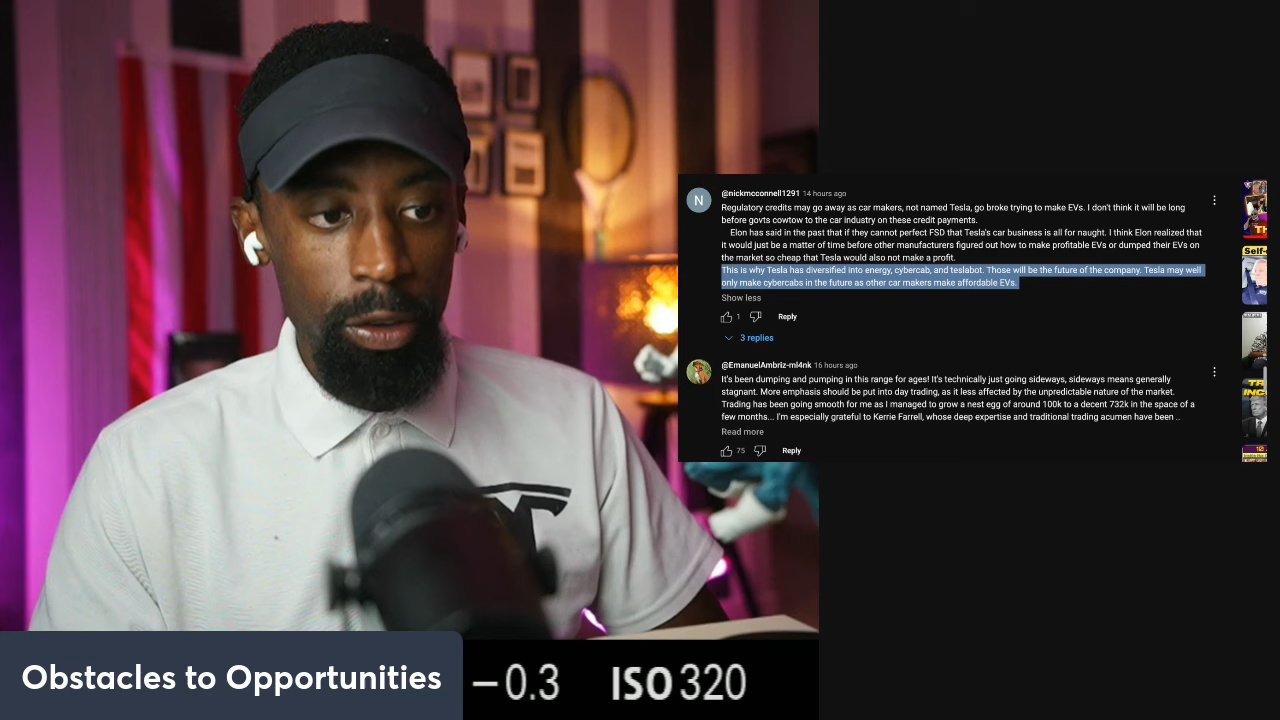 N
@nickmcconnell1291 14 hours ago
Regulatory credits may go away as car makers, not named Tesla, go broke trying to make EVs. I don't think it will be long
before govts cowtow to the car industry on these credit payments.
Elon has said in the past that if they cannot perfect FSD that Tesla's car business is all for naught. I think Elon realized that
it would just be a matter of time before other manufacturers figured out how to make profitable EVs or dumped their EVs on
the market so cheap that Tesla would also not make a profit.
This is why Tesla has diversified into energy, cybercab, and teslabot. Those will be the future of the company. Tesla may well
only make cybercabs in the future as other car makers make affordable EVs.
Show less
1 Reply
3 replies
@EmanuelAmbriz-ml4nk 16 hours ago
It's been dumping and pumping in this range for ages! It's technically just going sideways, sideways means generally
stagnant. More emphasis should be put into day trading, as it less affected by the unpredictable nature of the market.
Trading has been going smooth for me as I managed to grow a nest egg of around 100k to a decent 732k in the space of a
few months... I'm especially grateful to Kerrie Farrell, whose deep expertise and traditional trading acumen have been ..
Read more
75 Reply
Self-
Obstacles to Opportunities
–0.3 ISO 320